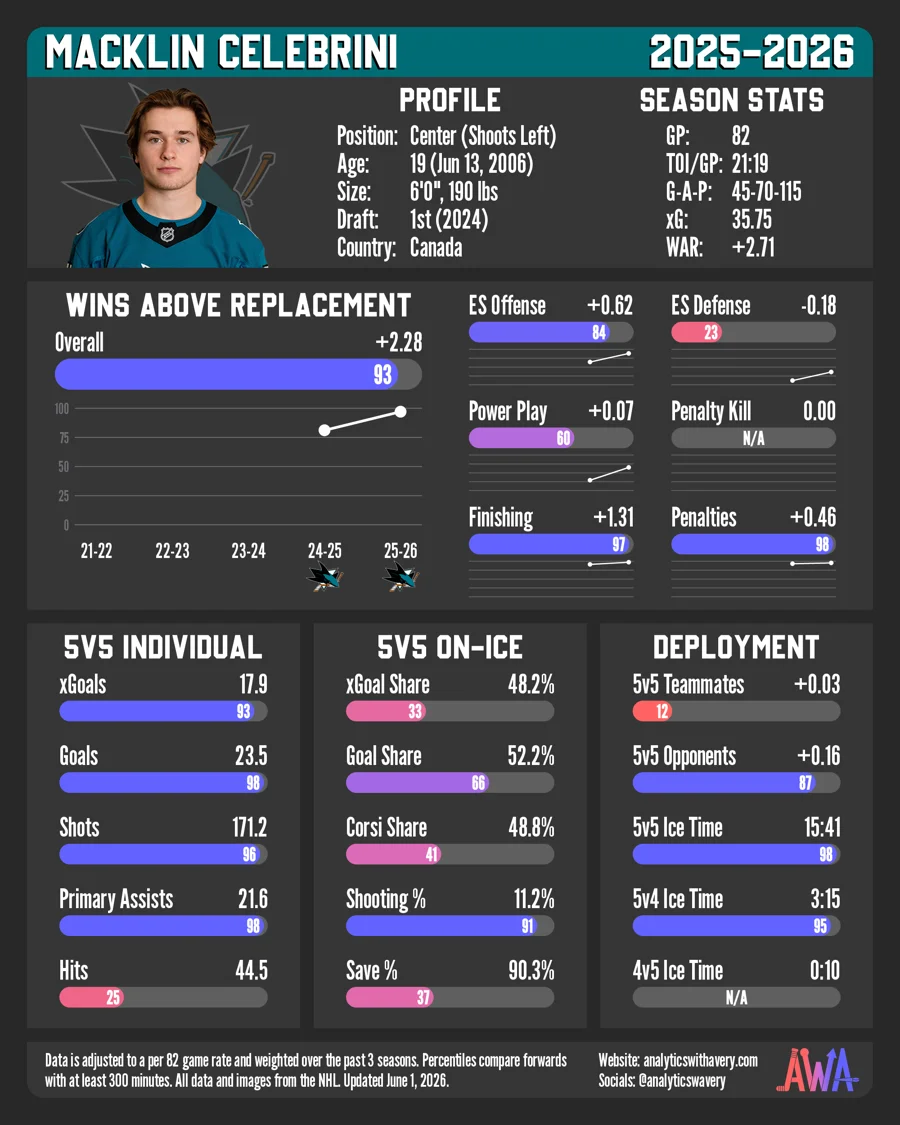 MACKLIN CELEBRINI
2025-2026
PROFILE
Position: Center (Shoots Left)
Age: 19 (Jun 13, 2006)
Size: 6'0", 190 lbs
Draft: 1st (2024)
Country: Canada
SEASON STATS
GP: 82
TOI/GP: 21:19
G-A-P: 45-70-115
xG: 35.75
WAR: +2.71
WINS ABOVE REPLACEMENT
Overall +2.28
93
100
75
50
25
0
21-22 22-23 23-24 24-25 25-26
ES Offense +0.62
84
ES Defense -0.18
23
Power Play +0.07
60
Penalty Kill 0.00
N/A
Finishing +1.31
97
Penalties +0.46
98
5V5 INDIVIDUAL
xGoals 17.9
93
Goals 23.5
98
Shots 171.2
96
Primary Assists 21.6
98
Hits 44.5
25
5V5 ON-ICE
xGoal Share 48.2%
33
Goal Share 52.2%
66
Corsi Share 48.8%
41
Shooting % 11.2%
91
Save % 90.3%
37
DEPLOYMENT
5v5 Teammates +0.03
12
5v5 Opponents +0.16
87
5v5 Ice Time 15:41
98
5v4 Ice Time 3:15
95
4v5 Ice Time 0:10
N/A
Data is adjusted to a per 82 game rate and weighted over the past 3 seasons. Percentiles compare forwards
with at least 300 minutes. All data and images from the NHL. Updated June 1, 2026.
Website: analyticswithavery.com
Socials: @analyticswavery
AWA